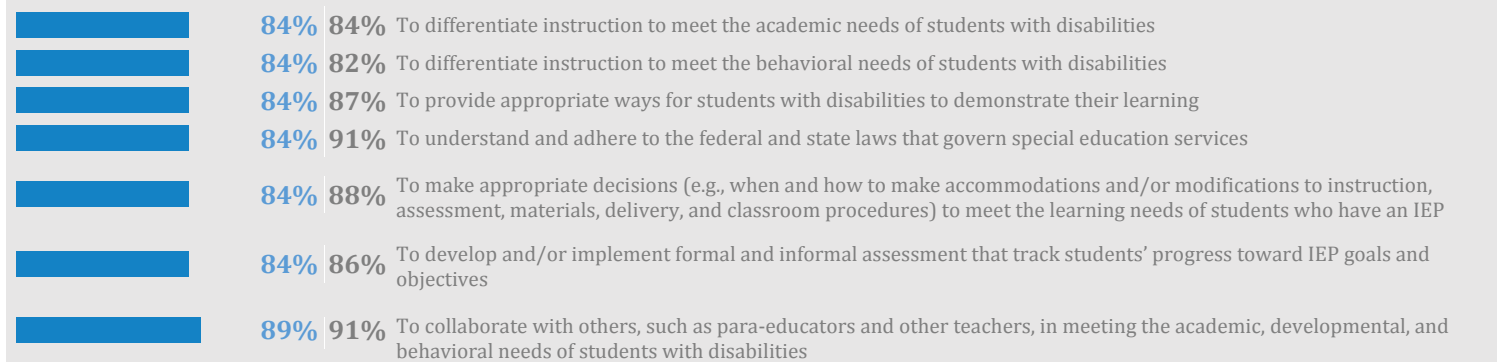 84% 84% To differentiate instruction to meet the academic needs of students with disabilities
84% 82% To differentiate instruction to meet the behavioral needs of students with disabilities
84% 87% To provide appropriate ways for students with disabilities to demonstrate their learning
84% 91% To understand and adhere to the federal and state laws that govern special education services
84% 88% To make appropriate decisions (e.g., when and how to make accommodations and/or modifications to instruction,
assessment, materials, delivery, and classroom procedures) to meet the learning needs of students who have an IEP
84% 86% To develop and/or implement formal and informal assessment that track students’ progress toward IEP goals and
objectives
89% 91% To collaborate with others, such as para-educators and other teachers, in meeting the academic, developmental, and
behavioral needs of students with disabilities